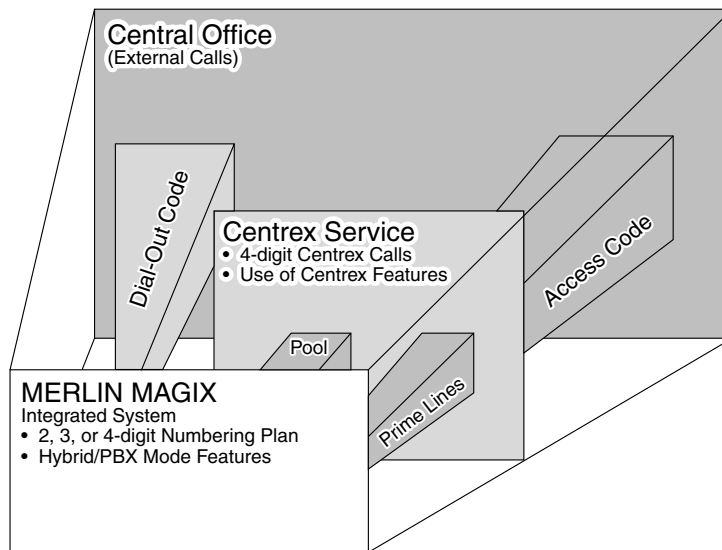 Central Office
(External Calls)
Dial-Out Code
Centrex Service
• 4-digit Centrex Calls
• Use of Centrex Features
Access Code
Pool
Prime Lines
MERLIN MAGIX
Integrated System
• 2, 3, or 4-digit Numbering Plan
• Hybrid/PBX Mode Features